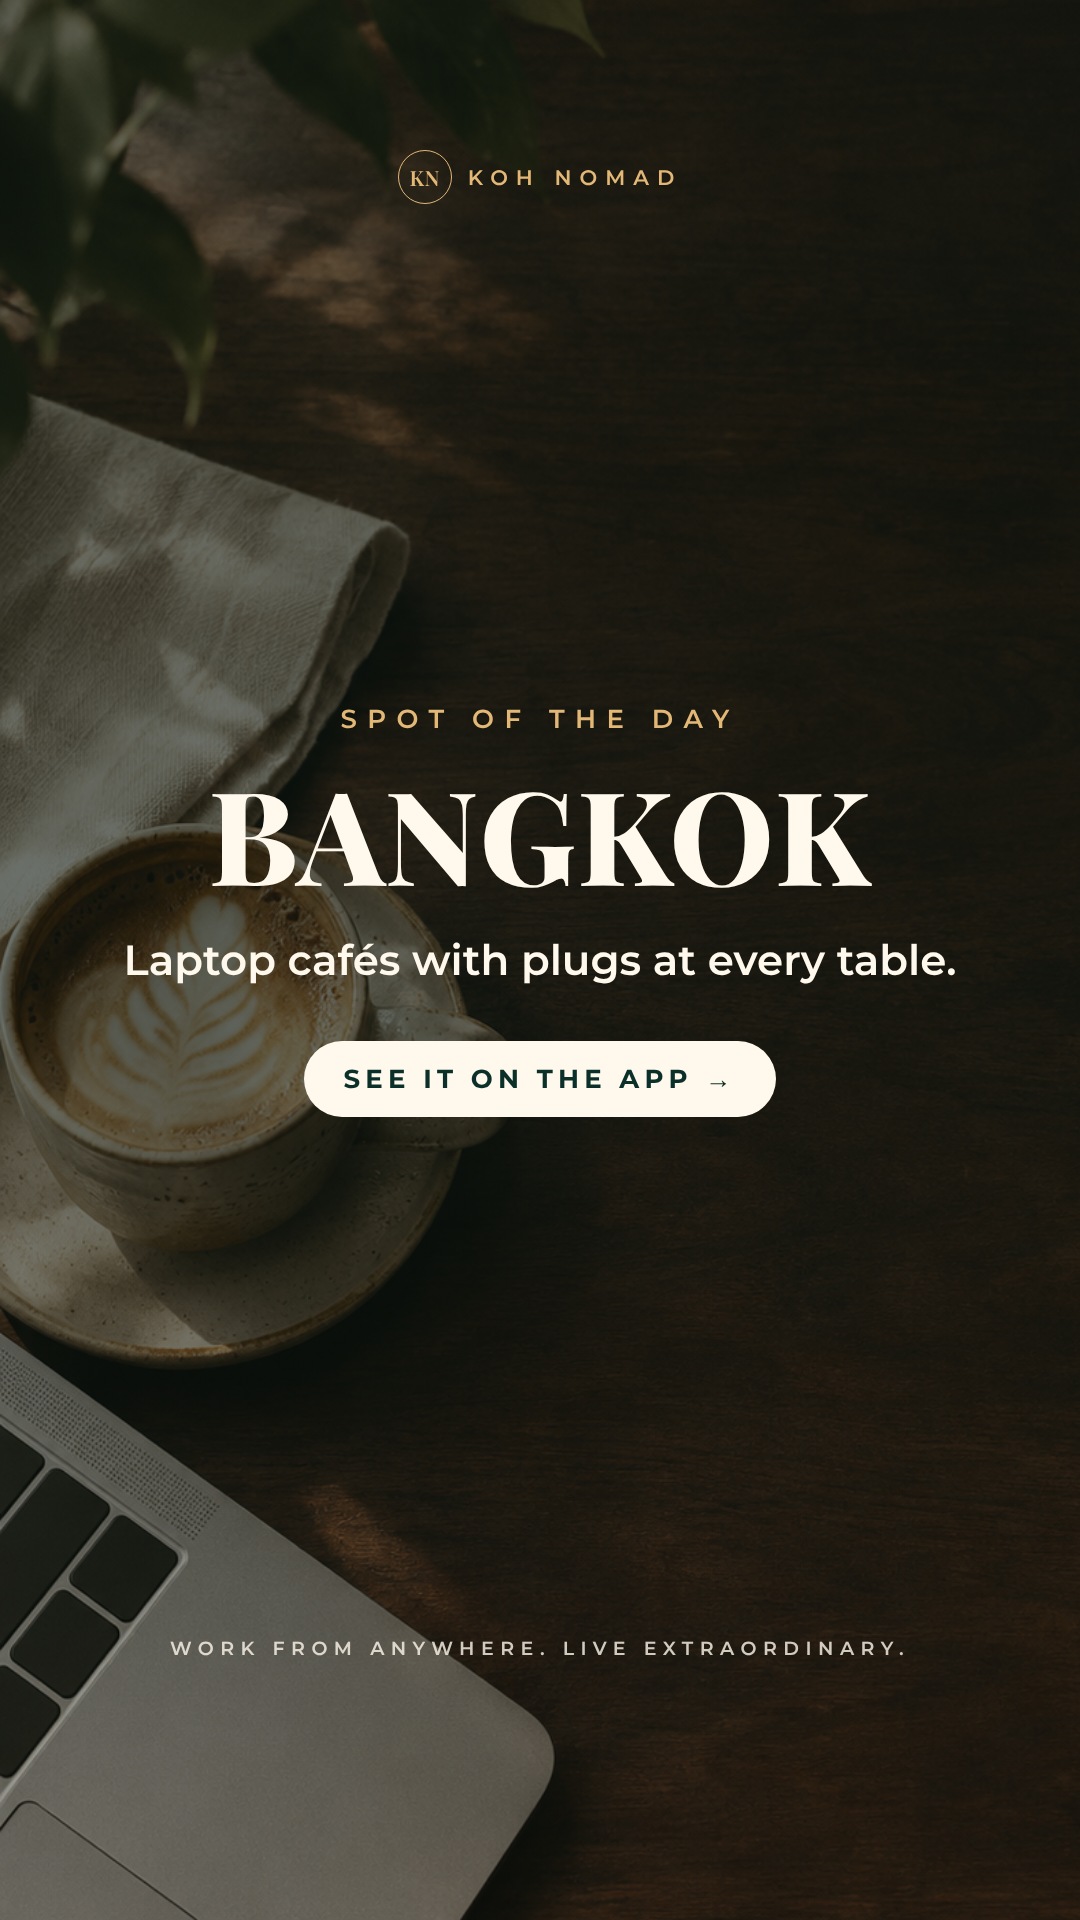 KN KOH NOMAD
SPOT OF THE DAY
BANGKOK
Laptop cafés with plugs at every table.
SEE IT ON THE APP →
WORK FROM ANYWHERE. LIVE EXTRAORDINARY.